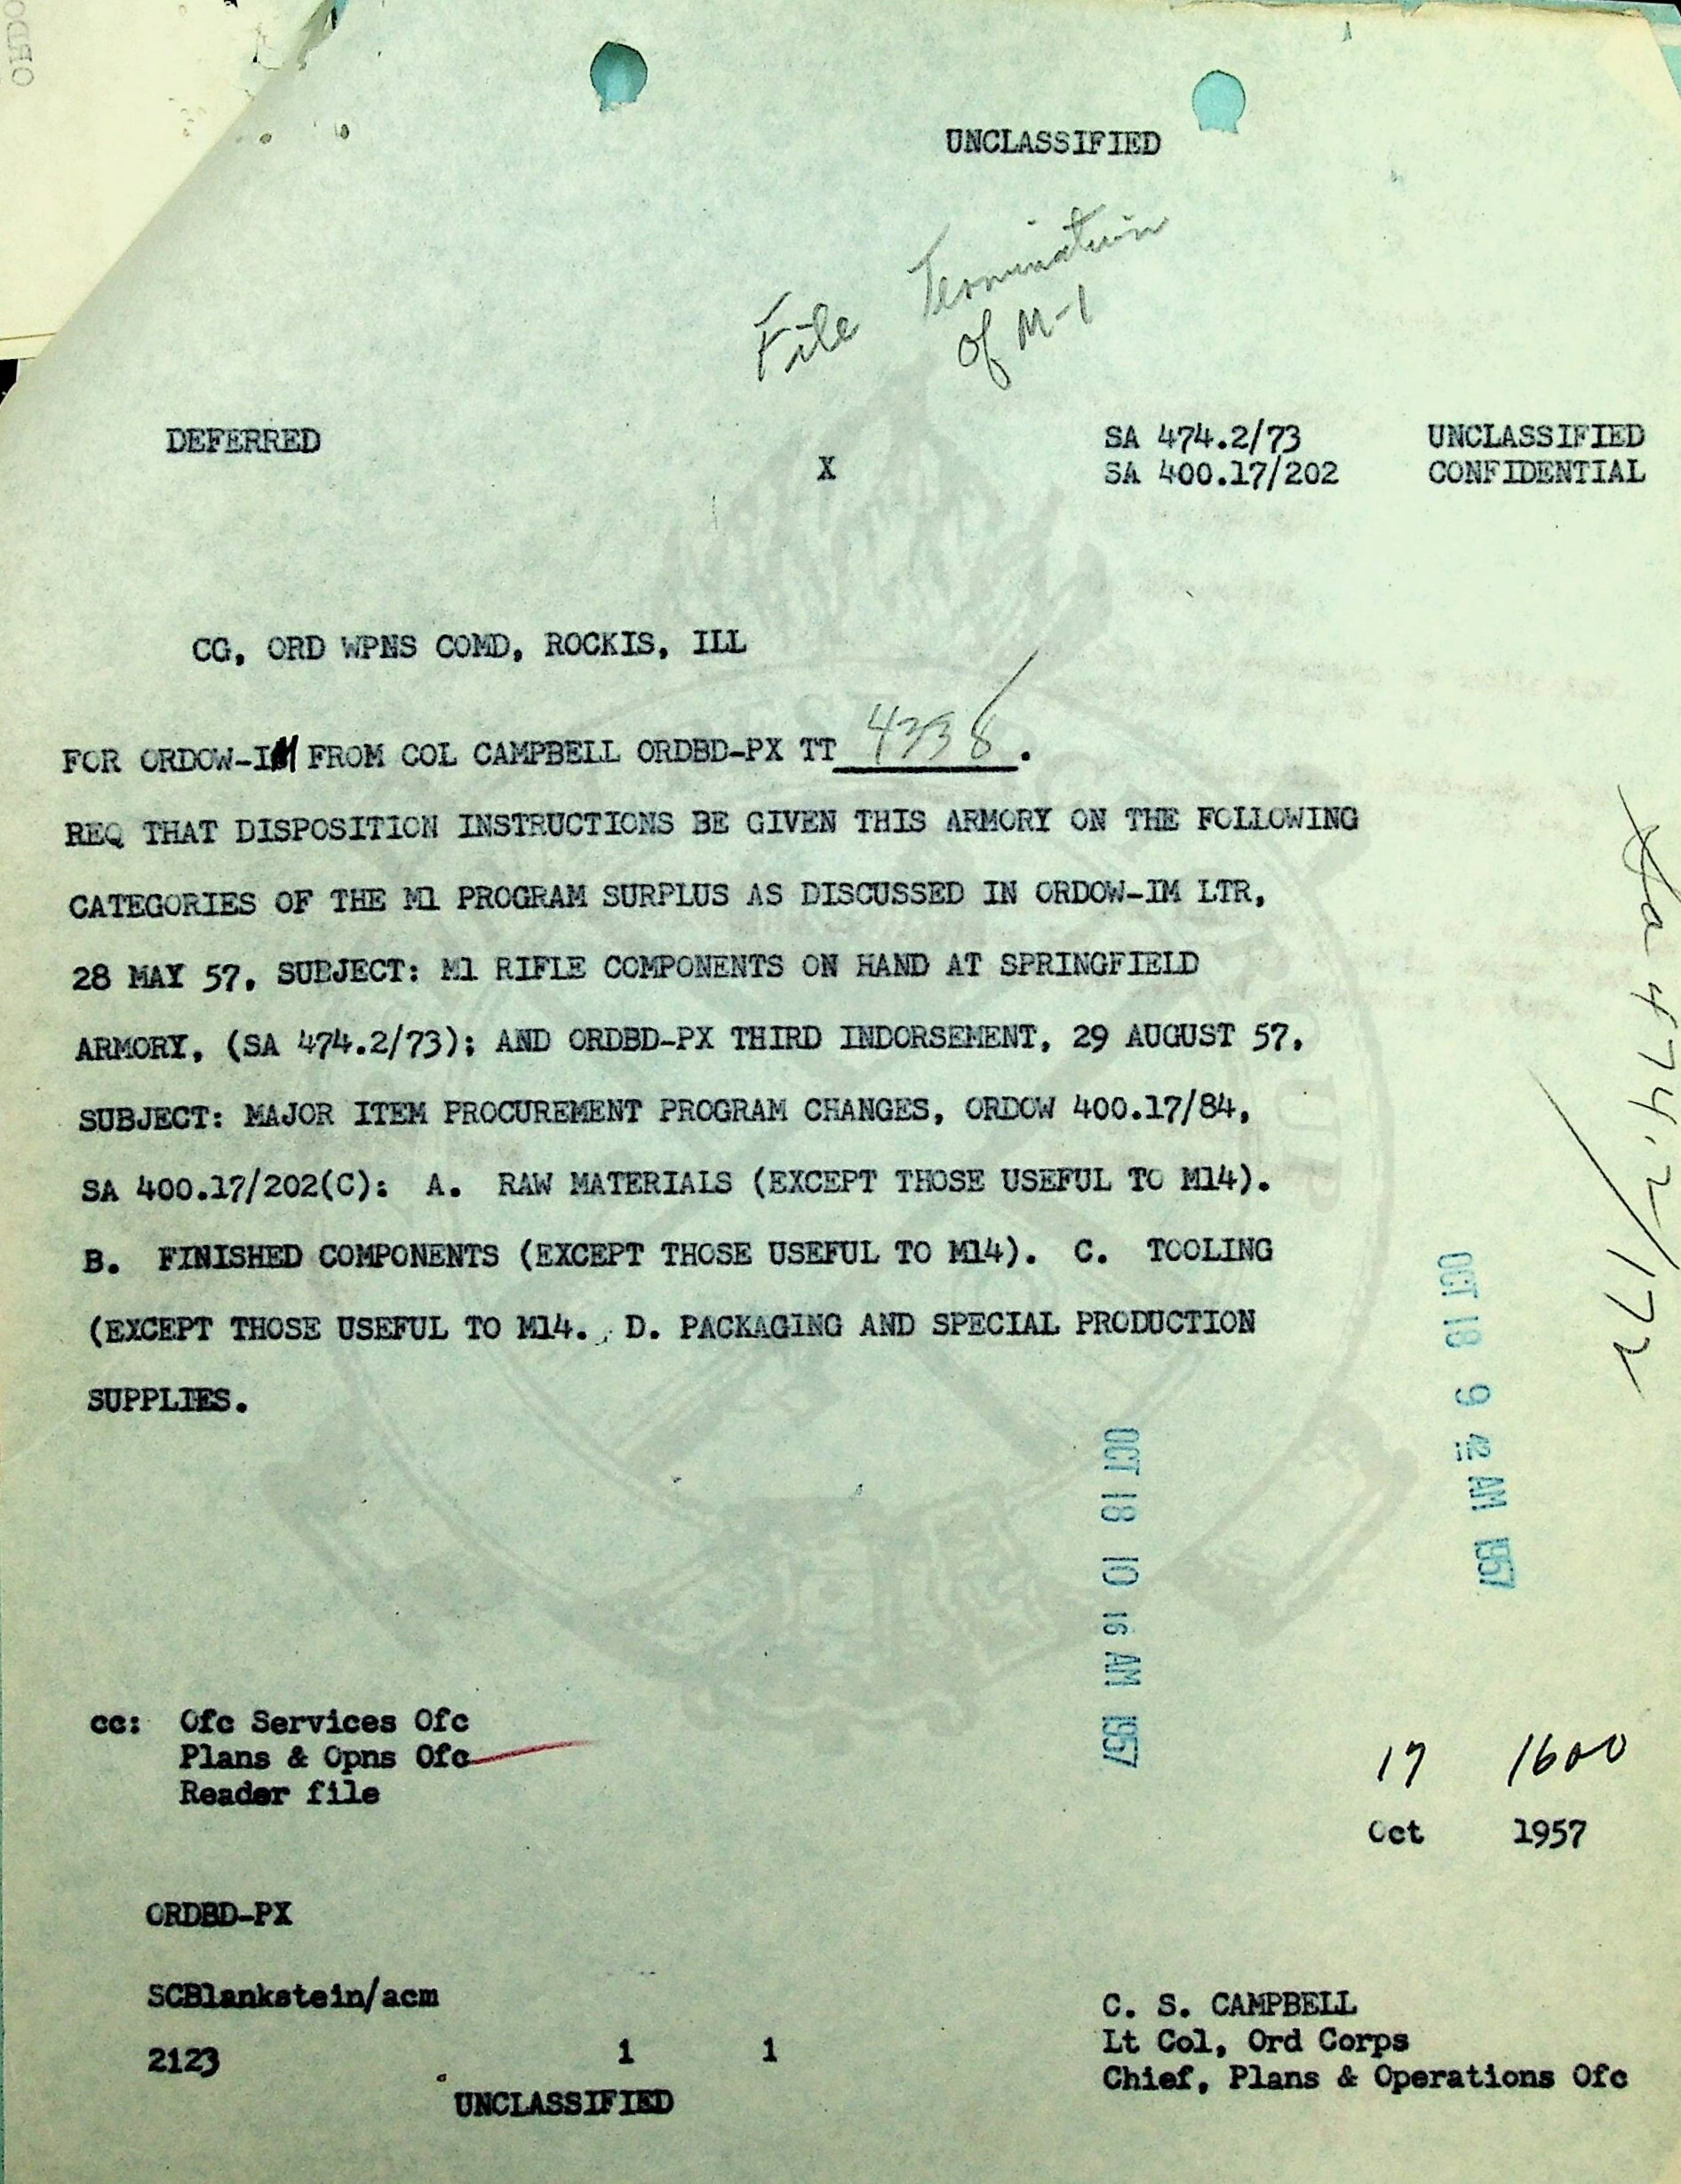 UNCLASSIFIED
File Termination
of M-1
DEFERRED X SA 474.2/73 UNCLASSIFIED
SA 400.17/202 CONFIDENTIAL
CG, ORD WPNS COMD, ROCKIS, ILL
FOR ORDOW-IM FROM COL CAMPBELL ORDBD-PX TT 4338.
REQ THAT DISPOSITION INSTRUCTIONS BE GIVEN THIS ARMORY ON THE FOLLOWING
CATEGORIES OF THE M1 PROGRAM SURPLUS AS DISCUSSED IN ORDOW-IM LTR,
28 MAY 57, SUBJECT: M1 RIFLE COMPONENTS ON HAND AT SPRINGFIELD
ARMORY, (SA 474.2/73); AND ORDBD-PX THIRD INDORSEMENT, 29 AUGUST 57,
SUBJECT: MAJOR ITEM PROCUREMENT PROGRAM CHANGES, ORDOW 400.17/84,
SA 400.17/202(C): A. RAW MATERIALS (EXCEPT THOSE USEFUL TO M14).
B. FINISHED COMPONENTS (EXCEPT THOSE USEFUL TO M14). C. TOOLING
(EXCEPT THOSE USEFUL TO M14. D. PACKAGING AND SPECIAL PRODUCTION
SUPPLIES.
Sa 474.2/172
OCT 18 9 42 AM 1957
OCT 18 10 16 AM 1957
cc: Ofc Services Ofc
Plans & Opns Ofc
Reader file
17 1600
Oct 1957
ORDBD-PX
SCBlankstein/acm
2123 1 1
C. S. CAMPBELL
Lt Col, Ord Corps
Chief, Plans & Operations Ofc
UNCLASSIFIED